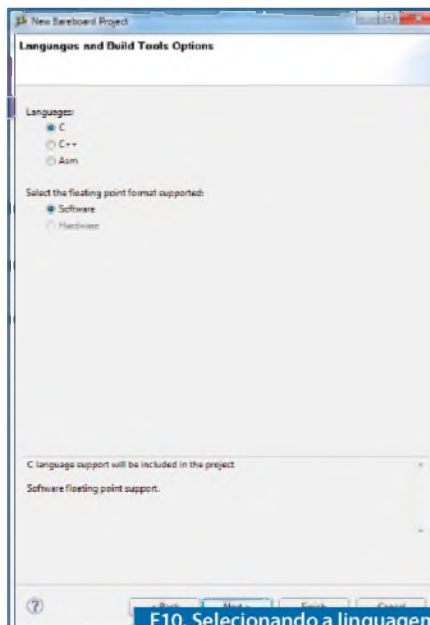 New Bareboard Project
Languages and Build Tools Options
Languages:
C
C++
Asm
Select the floating point format supported:
Software
Hardware
C language support will be included in the project
Software floating point support.
< Back Next > Finish Cancel
F10. Selecionando a linguagem